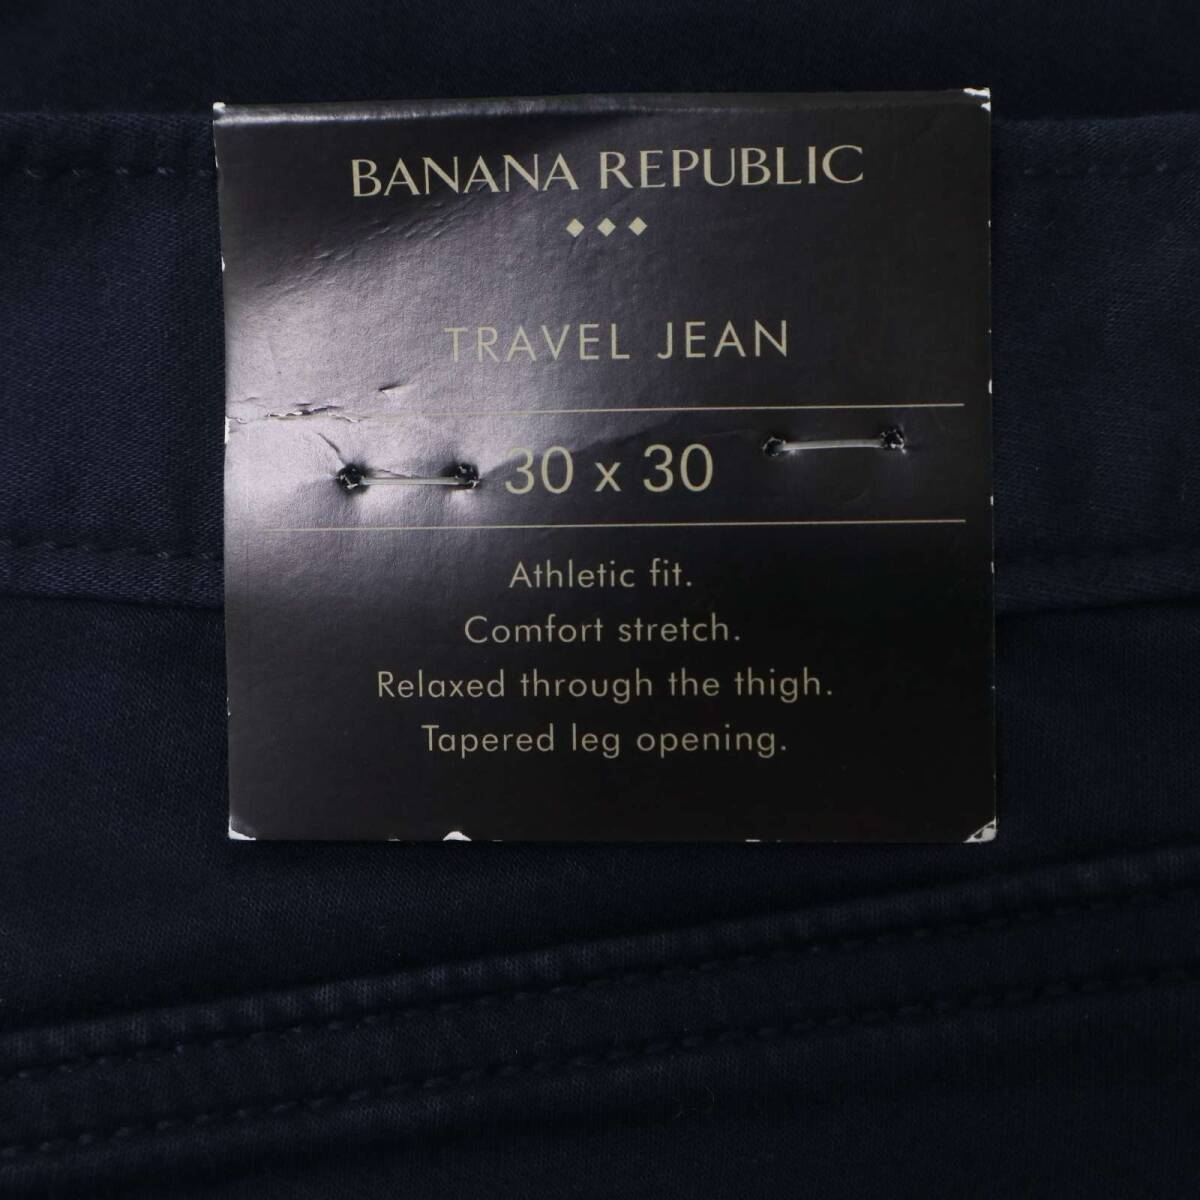 BANANA REPUBLIC
TRAVEL JEAN
30 x 30
Athletic fit.
Comfort stretch.
Relaxed through the thigh.
Tapered leg opening.